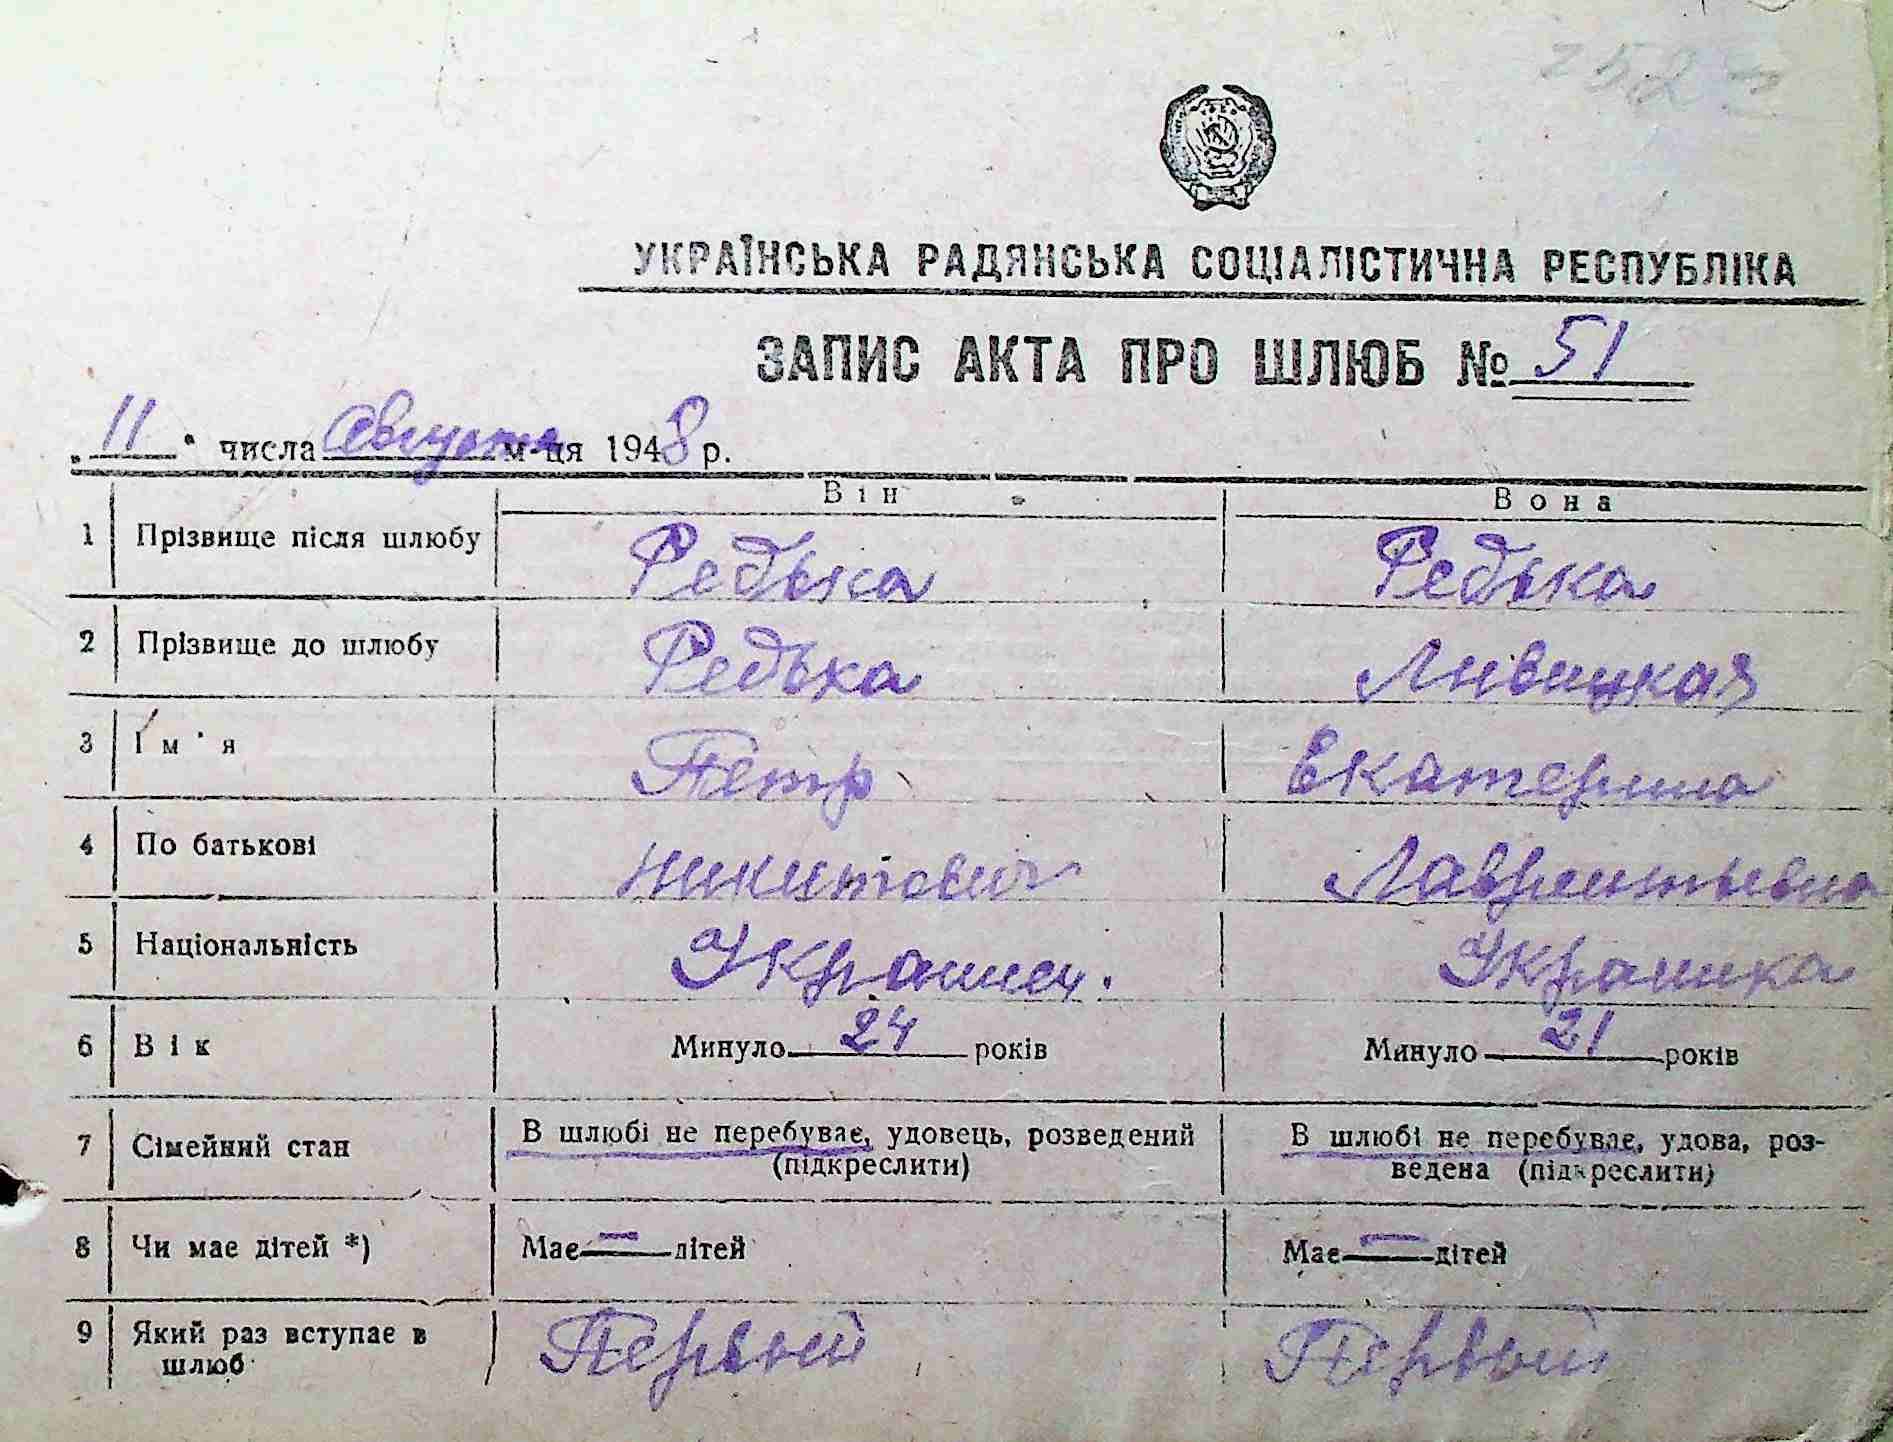 252
УКРАЇНСЬКА РАДЯНСЬКА СОЦІАЛІСТИЧНА РЕСПУБЛІКА
ЗАПИС АКТА ПРО ШЛЮБ № 51
„ 11 " числа августа м-ця 1948 р.
Він Вона
1 Прізвище після шлюбу Редька Редька
2 Прізвище до шлюбу Редька Ливицкая
3 Ім'я Петр Екатерина
4 По батькові Никитович Лаврентьевна
5 Національність Украинец. Украинка
6 Вік Минуло 24 років Минуло 21 років
7 Сімейний стан В шлюбі не перебуває, удовець, розведений В шлюбі не перебуває, удова, роз-
(підкреслити) ведена (підкреслити)
8 Чи має дітей *) Має — дітей Має — дітей
9 Який раз вступає в Первый Первый
шлюб